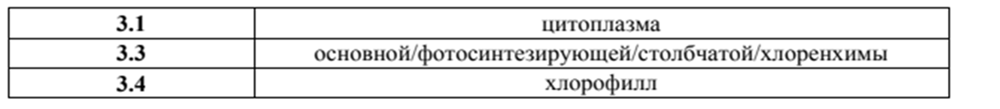 3.1 цитоплазма
3.3 основной/фотосинтезирующей/столбчатой/хлоренхимы
3.4 хлорофилл